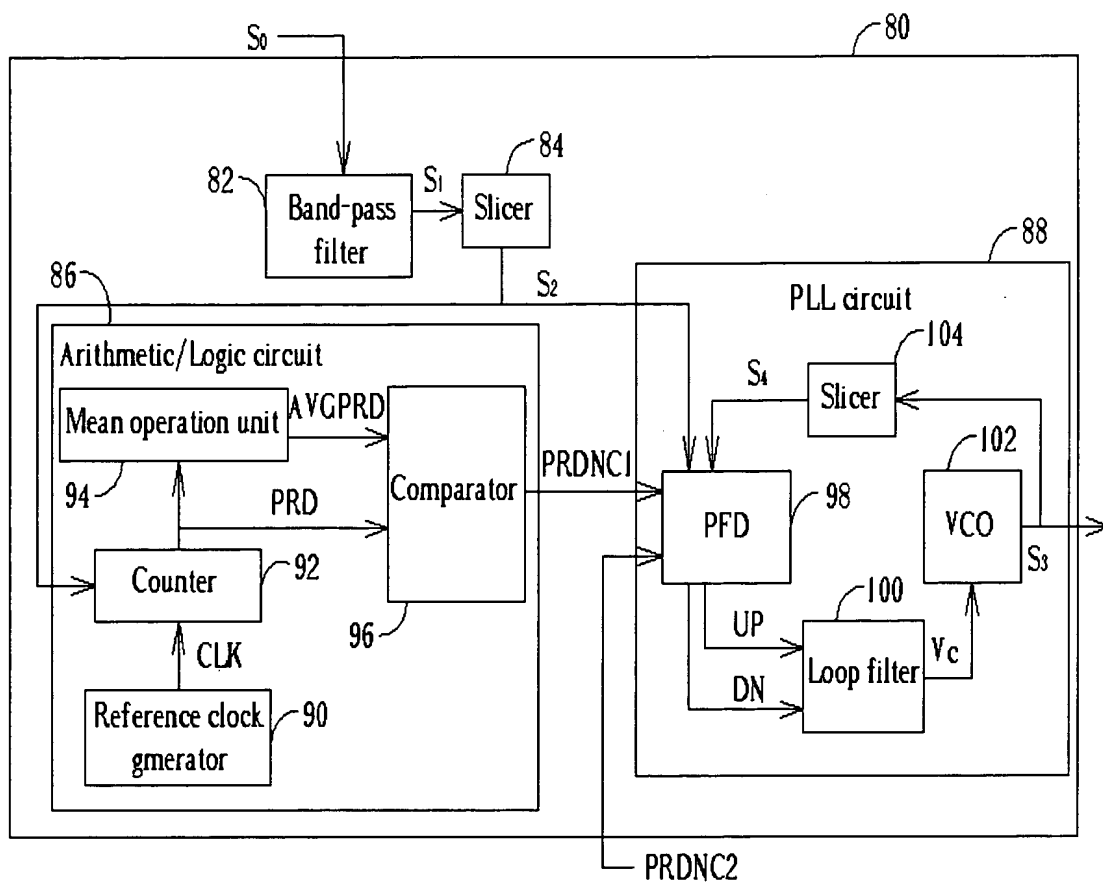 S0
80
82
Band-pass
filter
S1
84
Slicer
S2
86
Arithmetic/Logic circuit
Mean operation unit
94
AVGPRD
PRD
Comparator
96
Counter
92
CLK
Reference clock
gmerator
90
PRDNC1
88
PLL circuit
104
Slicer
S4
102
VCO
S3
PFD
98
UP
DN
100
Loop filter
Vc
PRDNC2